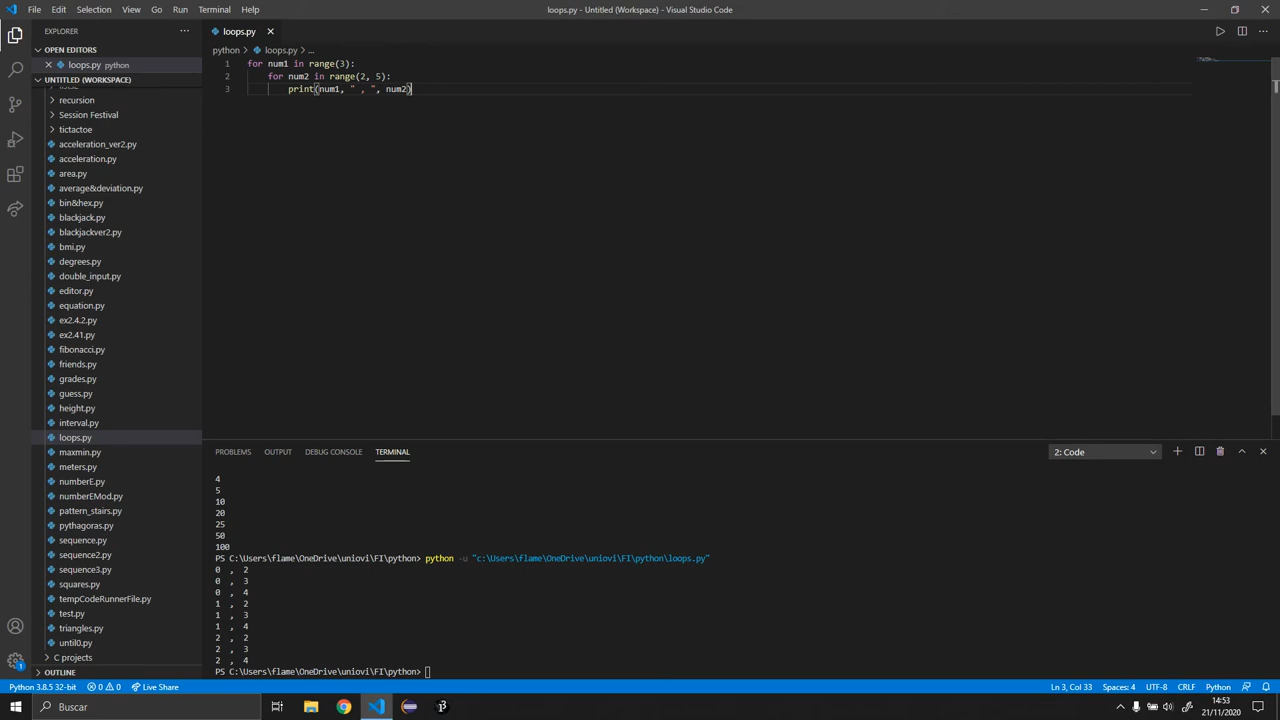 File Edit Selection View Go Run Terminal Help
loops.py - Untitled (Workspace) - Visual Studio Code
EXPLORER
loops.py
OPEN EDITORS
loops.py python
UNTITLED (WORKSPACE)
recursion
Session Festival
tictactoe
acceleration_ver2.py
acceleration.py
area.py
average&deviation.py
bin&hex.py
blackjack.py
blackjackver2.py
bmi.py
degrees.py
double_input.py
editor.py
equation.py
ex2.4.2.py
ex2.41.py
fibonacci.py
friends.py
grades.py
guess.py
height.py
interval.py
loops.py
maxmin.py
meters.py
numberE.py
numberEMod.py
pattern_stairs.py
pythagoras.py
sequence.py
sequence2.py
sequence3.py
squares.py
tempCodeRunnerFile.py
test.py
triangles.py
until0.py
C projects
OUTLINE
python > loops.py > ...
1 for num1 in range(3):
2 for num2 in range(2, 5):
3 print(num1, " , ", num2)
PROBLEMS OUTPUT DEBUG CONSOLE TERMINAL
2: Code
4
5
10
20
25
50
100
PS C:\Users\flame\OneDrive\uniovi\FI\python> python -u "c:\Users\flame\OneDrive\uniovi\FI\python\loops.py"
0 , 2
0 , 3
0 , 4
1 , 2
1 , 3
1 , 4
2 , 2
2 , 3
2 , 4
PS C:\Users\flame\OneDrive\uniovi\FI\python>
1
Python 3.8.5 32-bit 0 0 Live Share
Ln 3, Col 33 Spaces: 4 UTF-8 CRLF Python
Buscar
14:53
21/11/2020